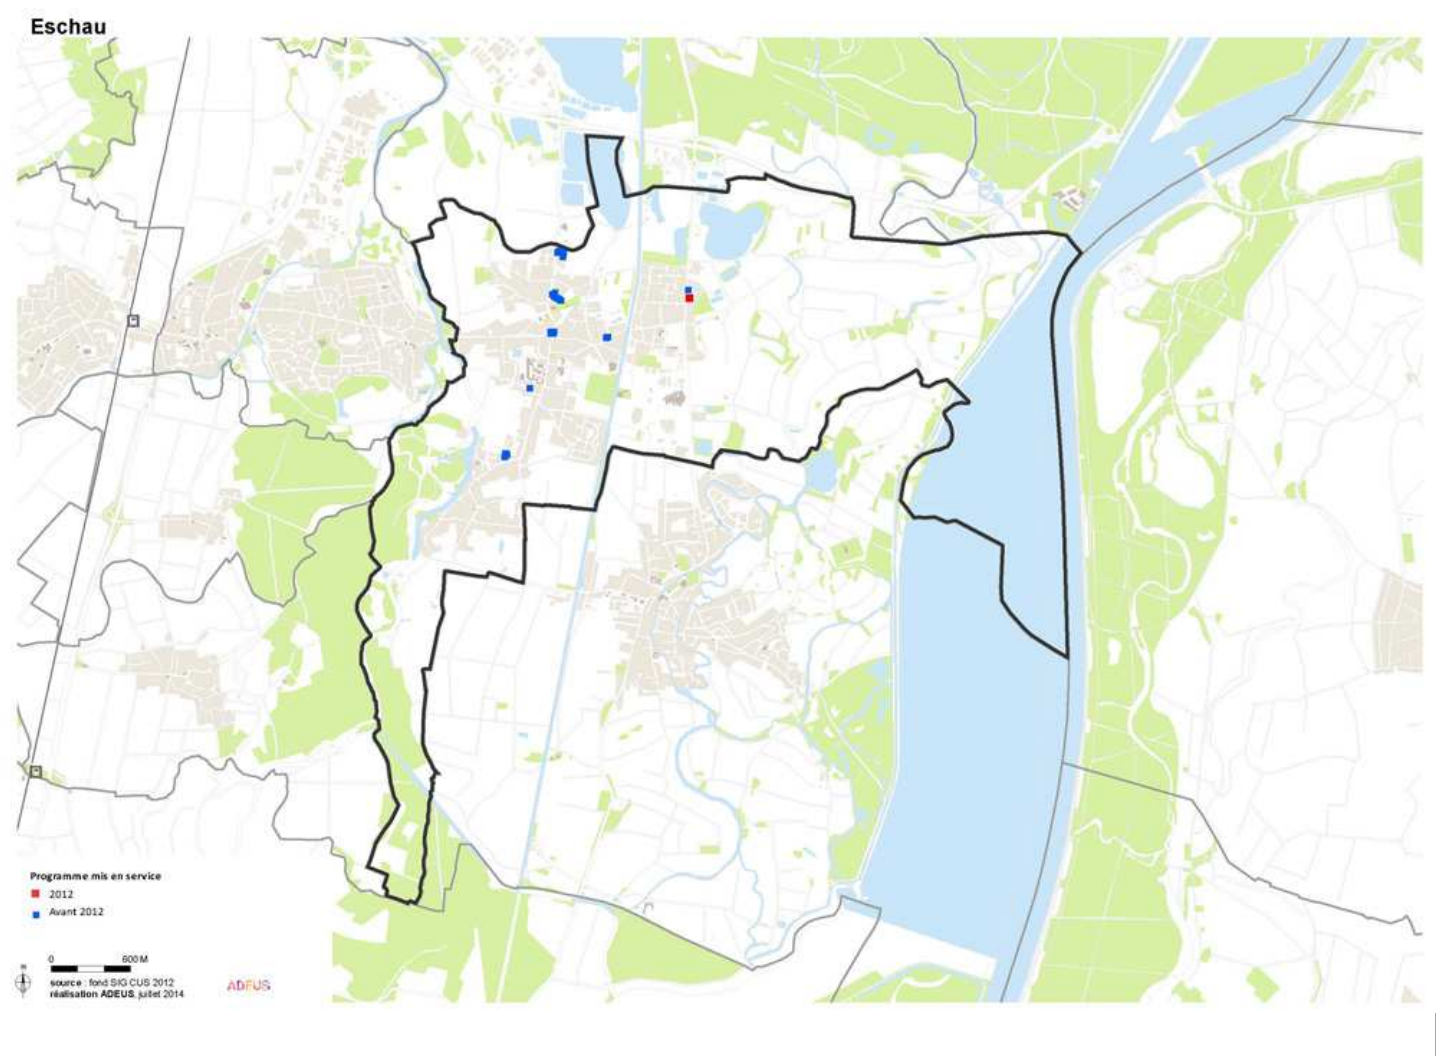 Eschau
Programme mis en service
2012
Avant 2012
0 600 M
N
source : fond SIG CUS 2012
réalisation ADEUS, juillet 2014
ADEUS